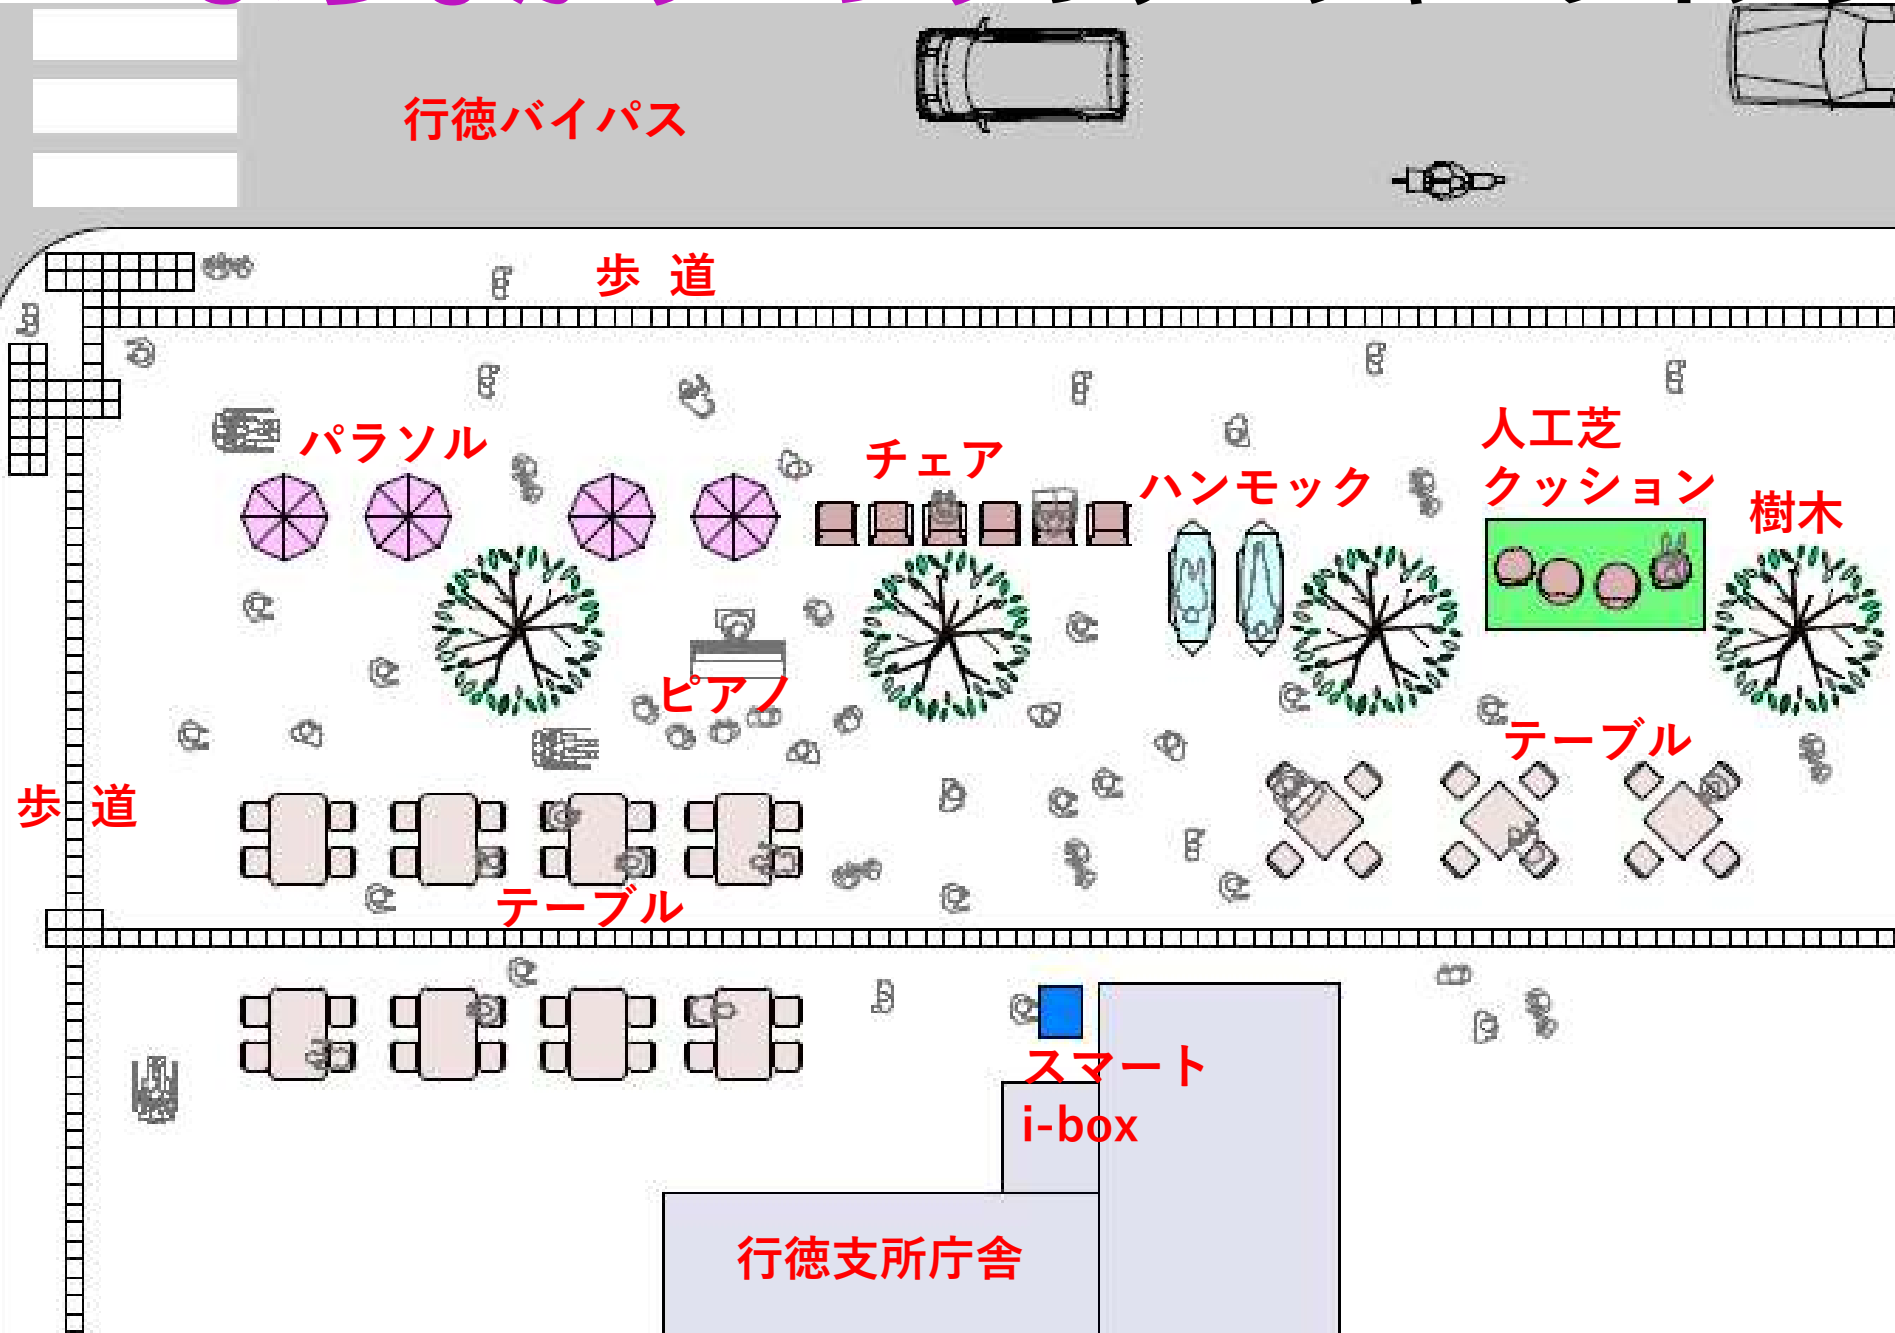 行徳バイパス
歩 道
パラソル
チェア
ハンモック
人工芝
クッション
樹木
ピアノ
テーブル
歩 道
テーブル
スマート
i-box
行徳支所庁舎